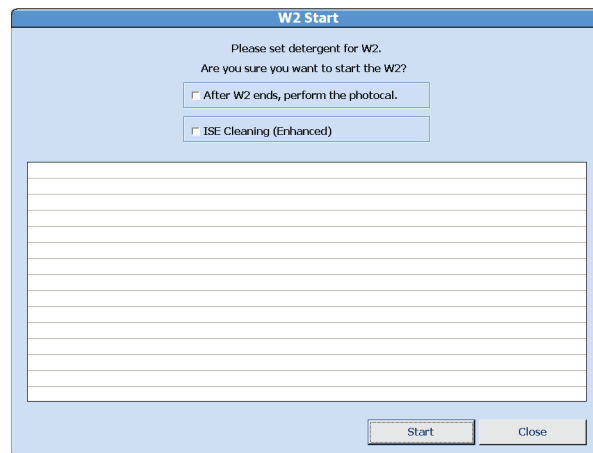 W2 Start
Please set detergent for W2.
Are you sure you want to start the W2?
After W2 ends, perform the photocal.
ISE Cleaning (Enhanced)
Start
Close